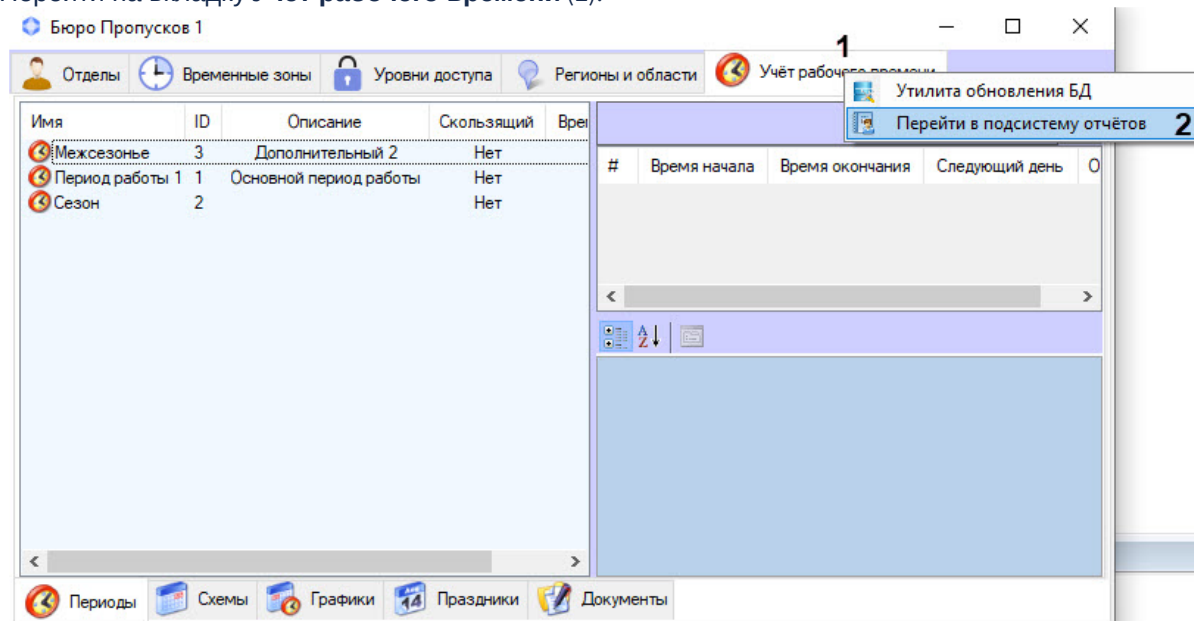 Бюро Пропусков 1
1
Отделы Временные зоны Уровни доступа Регионы и области Учёт рабочего времени
Утилита обновления БД
Перейти в подсистему отчётов 2
Имя ID Описание Скользящий
Межсезонье 3 Дополнительный 2 Нет
Период работы 1 1 Основной период работы Нет
Сезон 2 Нет
# Время начала Время окончания Следующий день О
Периоды Схемы Графики Праздники Документы